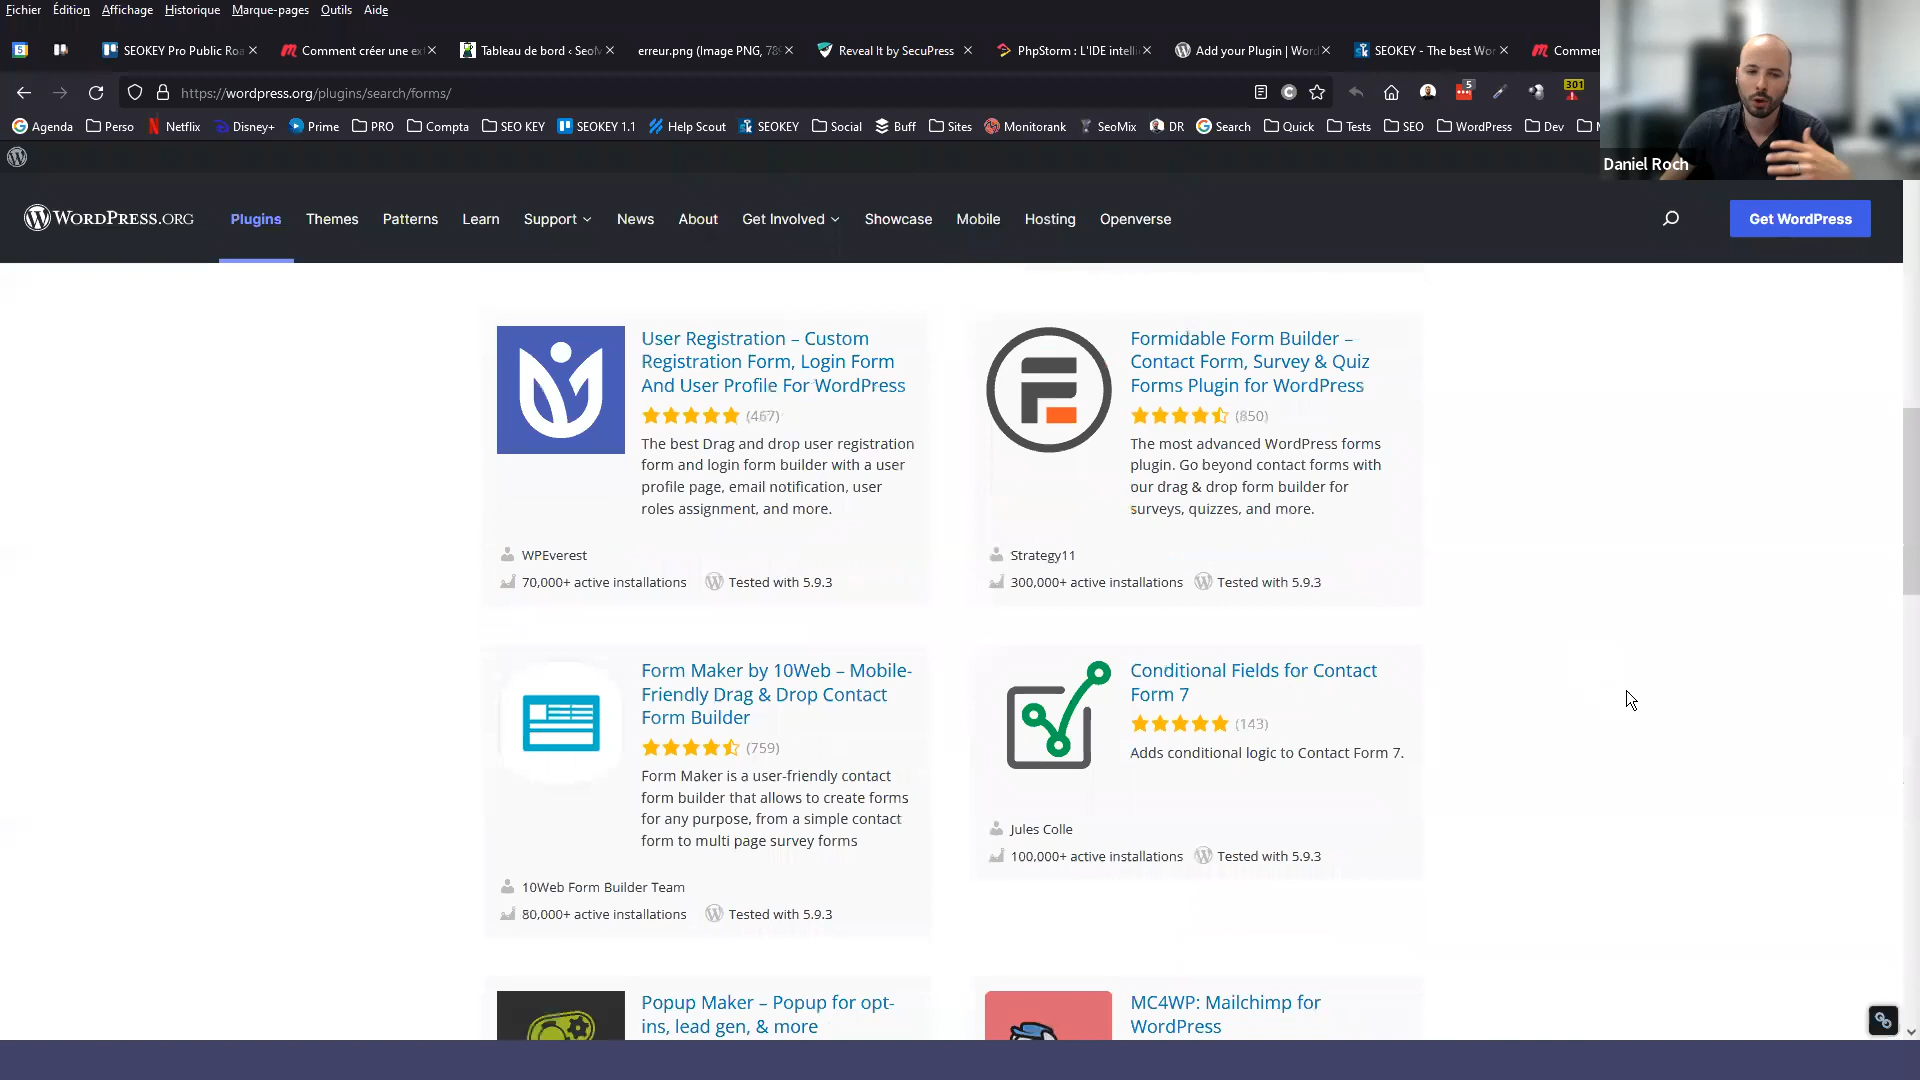 Fichier Édition Affichage Historique Marque-pages Outils Aide
5 SEOKEY Pro Public Roa Comment créer une ex Tableau de bord ‹ SeoM erreur.png (Image PNG, 789 Reveal It by SecuPress PhpStorm : L'IDE intelli Add your Plugin | Word SEOKEY - The best Wor Commen
https://wordpress.org/plugins/search/forms/ 5 301
Agenda Perso Netflix Disney+ Prime PRO Compta SEO KEY SEOKEY 1.1 Help Scout SEOKEY Social Buff Sites Monitorank SeoMix DR Search Quick Tests SEO WordPress Dev
Daniel Roch
WORDPRESS.ORG Plugins Themes Patterns Learn Support News About Get Involved Showcase Mobile Hosting Openverse Get WordPress
User Registration – Custom
Registration Form, Login Form
And User Profile For WordPress
(467)
The best Drag and drop user registration
form and login form builder with a user
profile page, email notification, user
roles assignment, and more.
WPEverest
70,000+ active installations Tested with 5.9.3
Formidable Form Builder –
Contact Form, Survey & Quiz
Forms Plugin for WordPress
(850)
The most advanced WordPress forms
plugin. Go beyond contact forms with
our drag & drop form builder for
surveys, quizzes, and more.
Strategy11
300,000+ active installations Tested with 5.9.3
Form Maker by 10Web – Mobile-
Friendly Drag & Drop Contact
Form Builder
(759)
Form Maker is a user-friendly contact
form builder that allows to create forms
for any purpose, from a simple contact
form to multi page survey forms
10Web Form Builder Team
80,000+ active installations Tested with 5.9.3
Conditional Fields for Contact
Form 7
(143)
Adds conditional logic to Contact Form 7.
Jules Colle
100,000+ active installations Tested with 5.9.3
Popup Maker – Popup for opt-
ins, lead gen, & more
MC4WP: Mailchimp for
WordPress